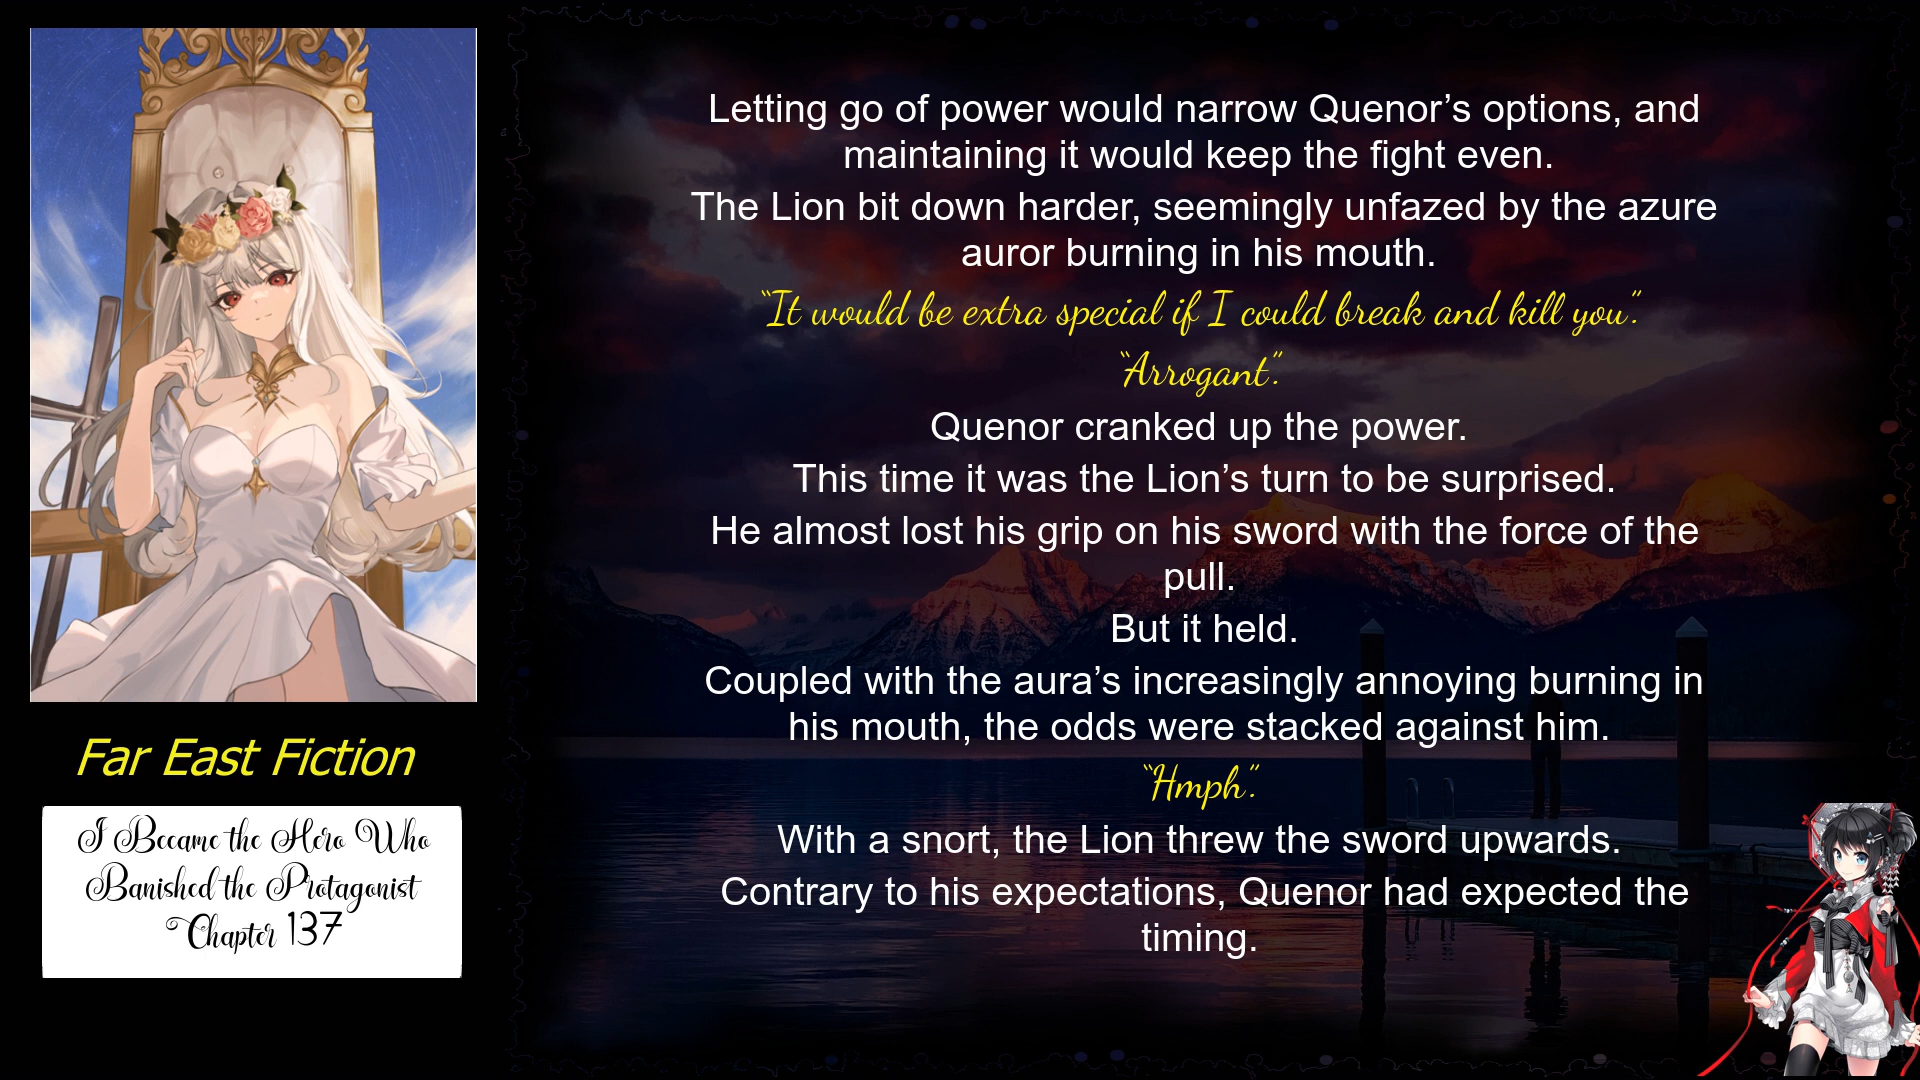 Letting go of power would narrow Quenor’s options, and
maintaining it would keep the fight even.
The Lion bit down harder, seemingly unfazed by the azure
auror burning in his mouth.
“It would be extra special if I could break and kill you”.
“Arrogant”.
Quenor cranked up the power.
This time it was the Lion’s turn to be surprised.
He almost lost his grip on his sword with the force of the
pull.
But it held.
Coupled with the aura’s increasingly annoying burning in
his mouth, the odds were stacked against him.
“Hmph”.
With a snort, the Lion threw the sword upwards.
Contrary to his expectations, Quenor had expected the
timing.
Far East Fiction
I Became the Hero Who
Banished the Protagonist
Chapter 137